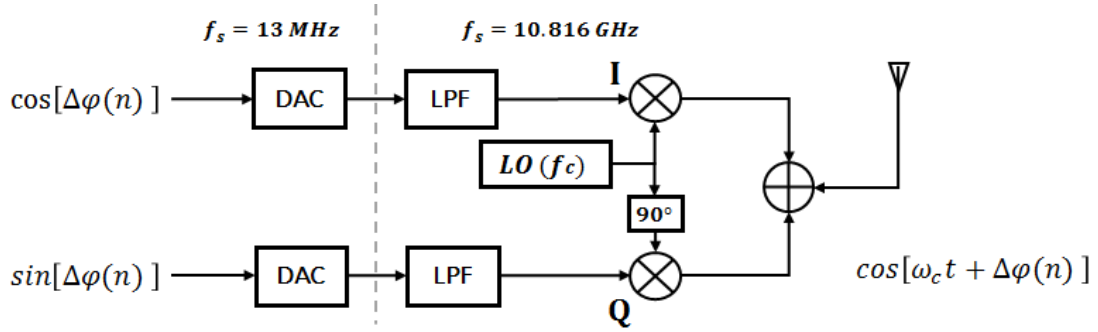 f_s = 13 MHz
f_s = 10.816 GHz
cos[Δφ(n) ]
DAC
LPF
I
LO (fc)
90°
sin[Δφ(n) ]
DAC
LPF
Q
cos[ω_c t + Δφ(n) ]